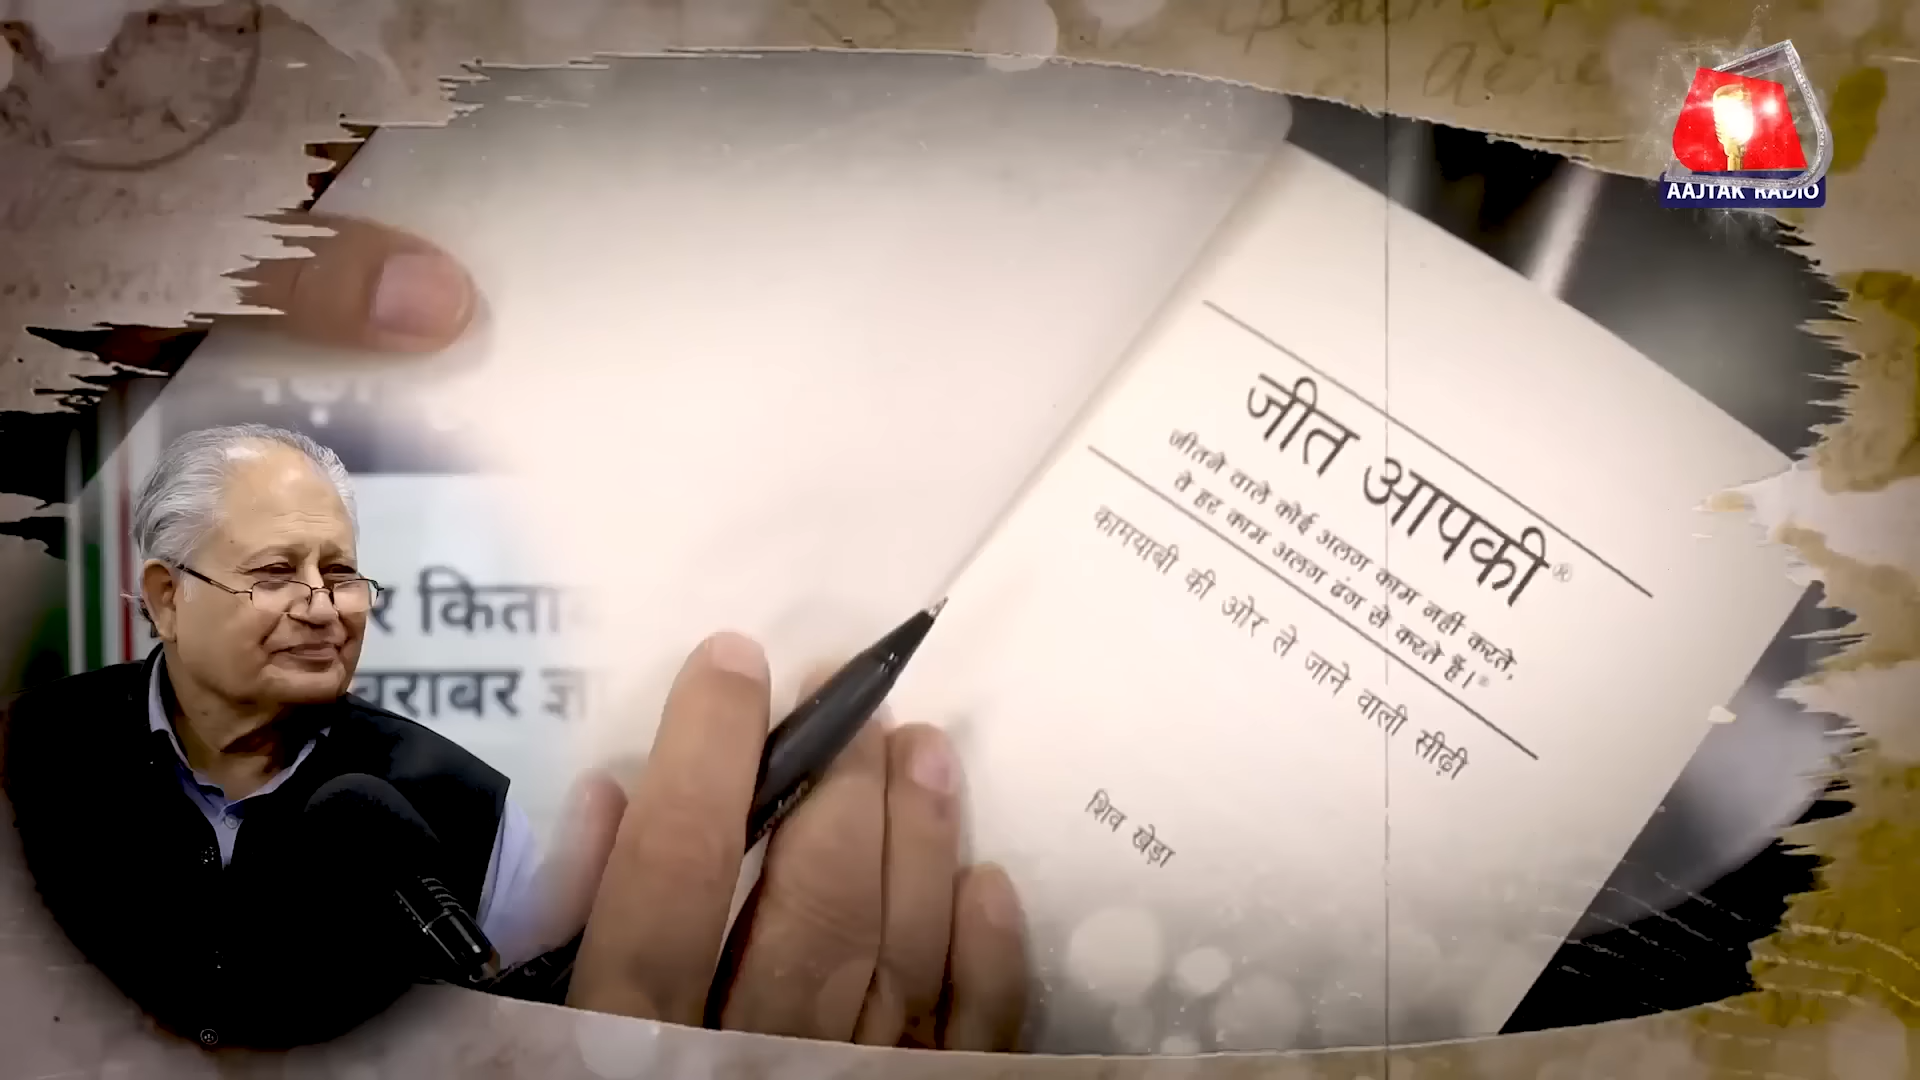 AAJTAK RADIO
जीत आपकी®
जीतने वाले कोई अलग काम नहीं करते,
वे हर काम अलग ढंग से करते हैं।®
कामयाबी की ओर ले जाने वाली सीढ़ी
शिव खेड़ा
र
बराबर